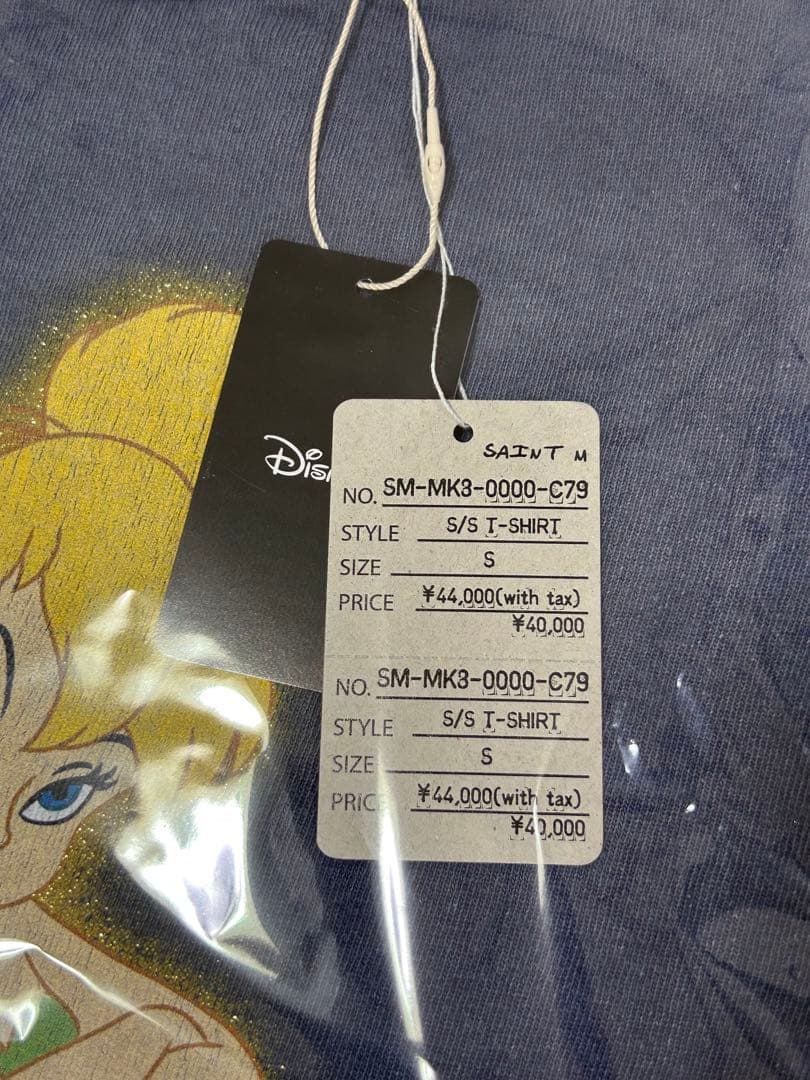 SAINT M
NO. SM-MK3-0000-C79
STYLE S/S T-SHIRT
SIZE S
PRICE ¥44,000(with tax)
¥40,000
NO. SM-MK3-0000-C79
STYLE S/S T-SHIRT
SIZE S
PRICE ¥44,000(with tax)
¥40,000